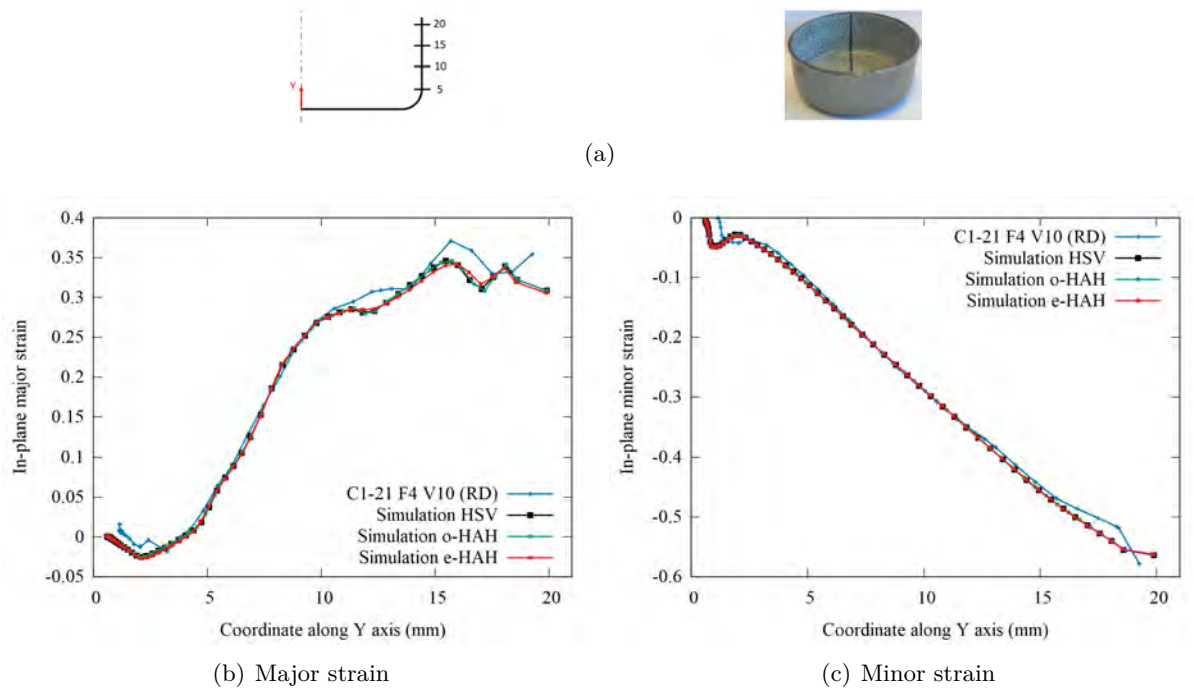 20
15
10
5
Y
(a)
0.4
0.35
0.3
0.25
0.2
0.15
0.1
0.05
0
-0.05
In-plane major strain
C1-21 F4 V10 (RD)
Simulation HSV
Simulation o-HAH
Simulation e-HAH
0 5 10 15 20
Coordinate along Y axis (mm)
(b) Major strain
0
-0.1
-0.2
-0.3
-0.4
-0.5
-0.6
In-plane minor strain
C1-21 F4 V10 (RD)
Simulation HSV
Simulation o-HAH
Simulation e-HAH
0 5 10 15 20
Coordinate along Y axis (mm)
(c) Minor strain